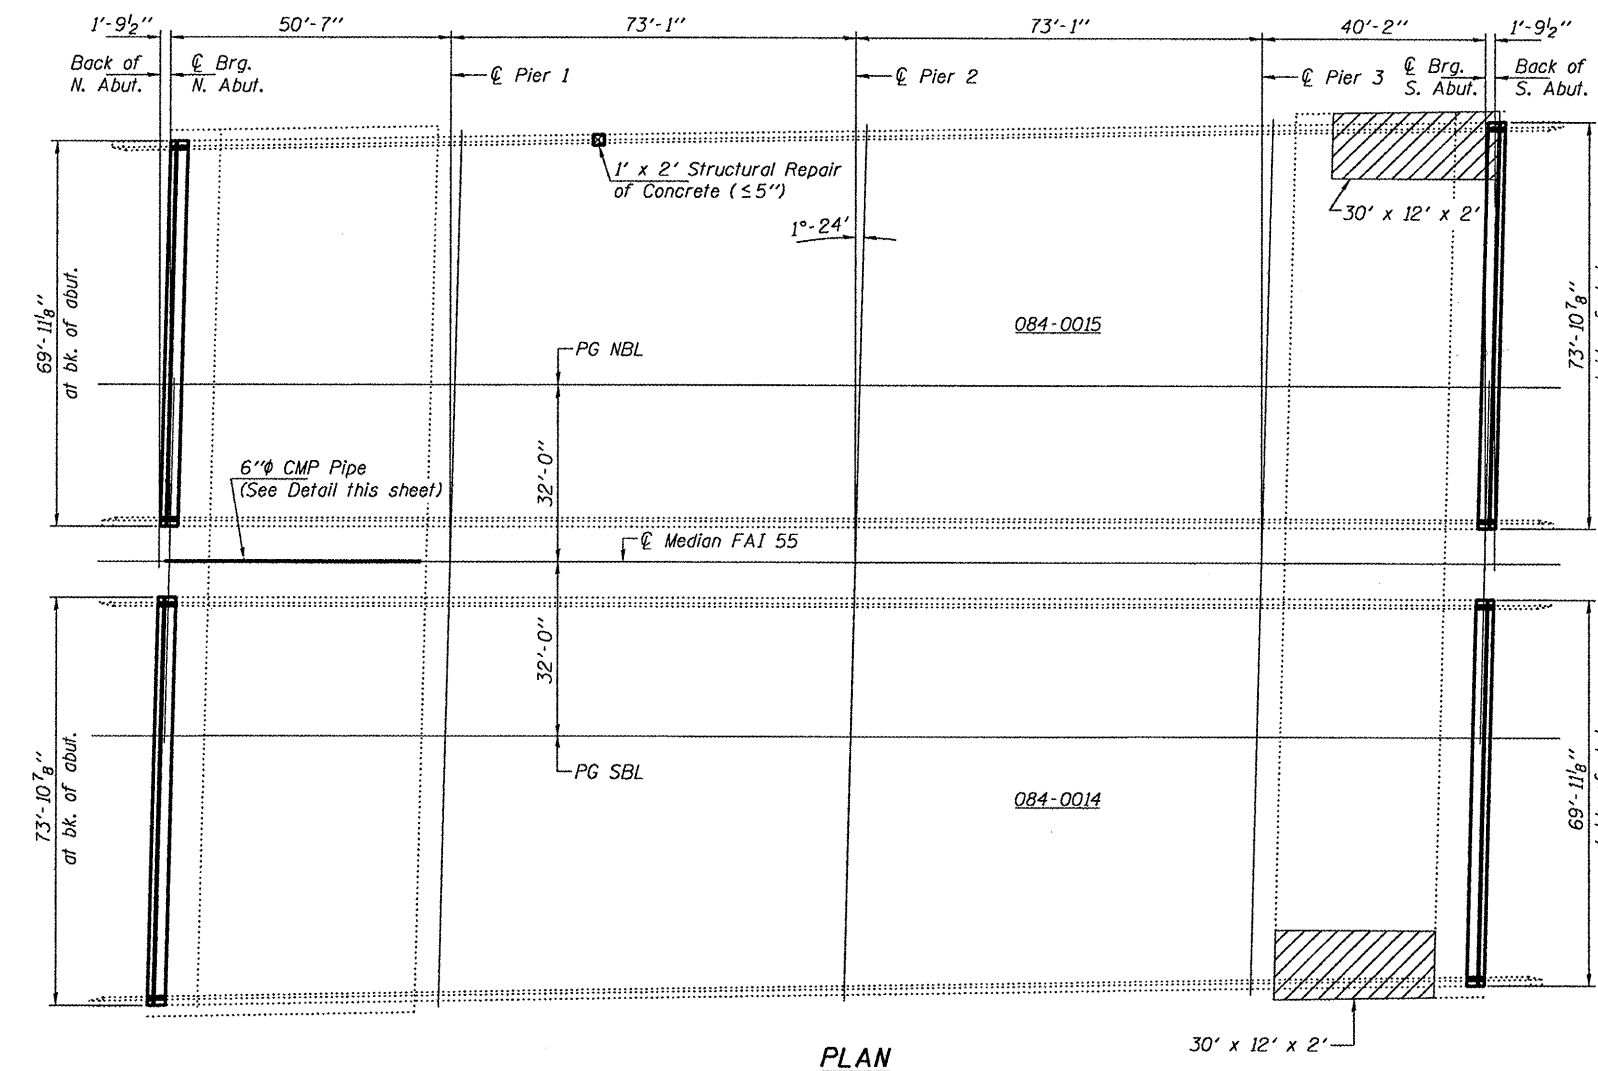 1'-9½" 50'-7" 73'-1" 73'-1" 40'-2" 1'-9½"
Back of
N. Abut.
℄ Brg.
N. Abut.
℄ Pier 1
℄ Pier 2
℄ Pier 3
℄ Brg.
S. Abut.
Back of
S. Abut.
1' x 2' Structural Repair
of Concrete (≤5")
30' x 12' x 2'
1°-24'
69'-11⅛"
at bk. of abut.
084-0015
73'-10⅞"
PG NBL
32'-0"
6"φ CMP Pipe
(See Detail this sheet)
℄ Median FAI 55
32'-0"
73'-10⅞"
at bk. of abut.
PG SBL
084-0014
69'-11⅛"
30' x 12' x 2'
PLAN